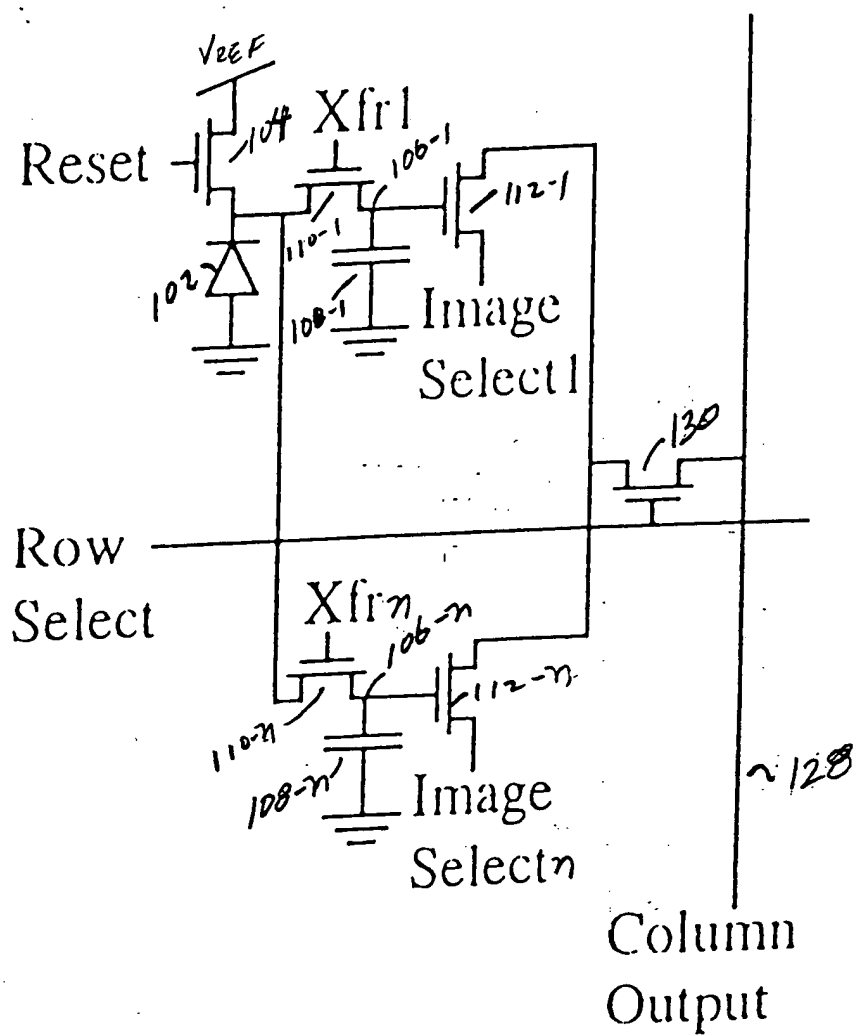 VREF
104
Xfr1
106-1
Reset
112-1
110-1
102
108-1
Image
Select1
130
Row
Select
Xfrn
106-n
112-n
110-n
108-n
~128
Image
Selectn
Column
Output